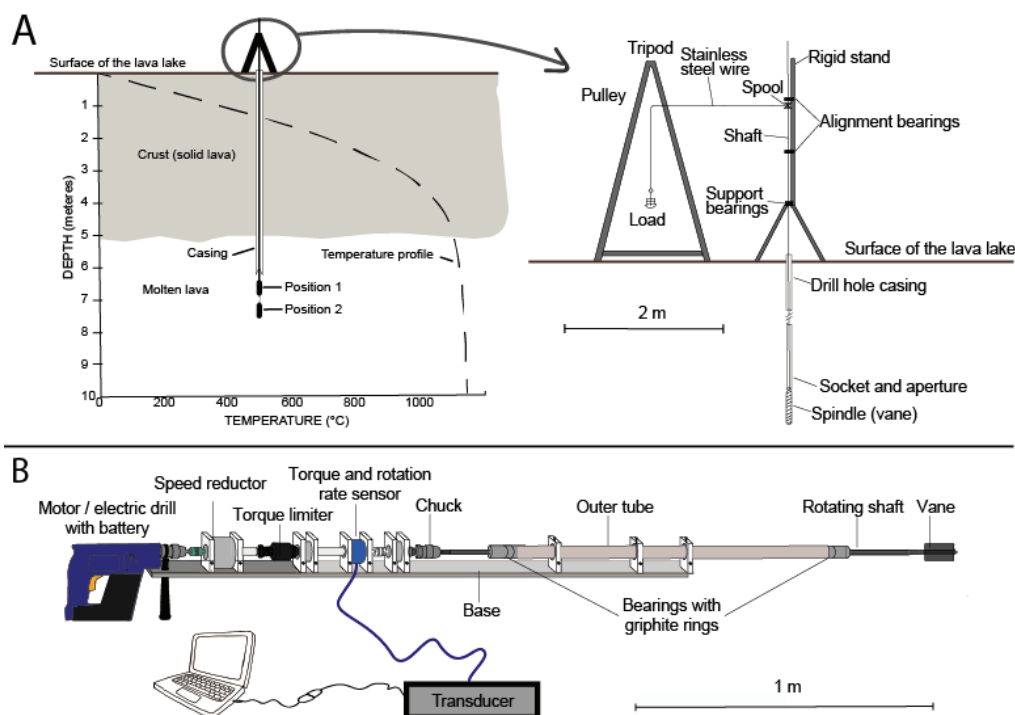 A
Surface of the lava lake
1
2
3
4
5
6
7
8
9
10
DEPTH (meteres)
Crust (solid lava)
Casing
Temperature profile
Molten lava
Position 1
Position 2
0
200
400
600
800
1000
TEMPERATURE (°C)
Tripod
Pulley
Stainless
steel wire
Rigid stand
Spool
Alignment bearings
Shaft
Support
bearings
Load
Surface of the lava lake
Drill hole casing
2 m
Socket and aperture
Spindle (vane)
B
Motor / electric drill
with battery
Speed reductor
Torque limiter
Torque and rotation
rate sensor
Chuck
Outer tube
Rotating shaft
Vane
Base
Bearings with
griphite rings
Transducer
1 m